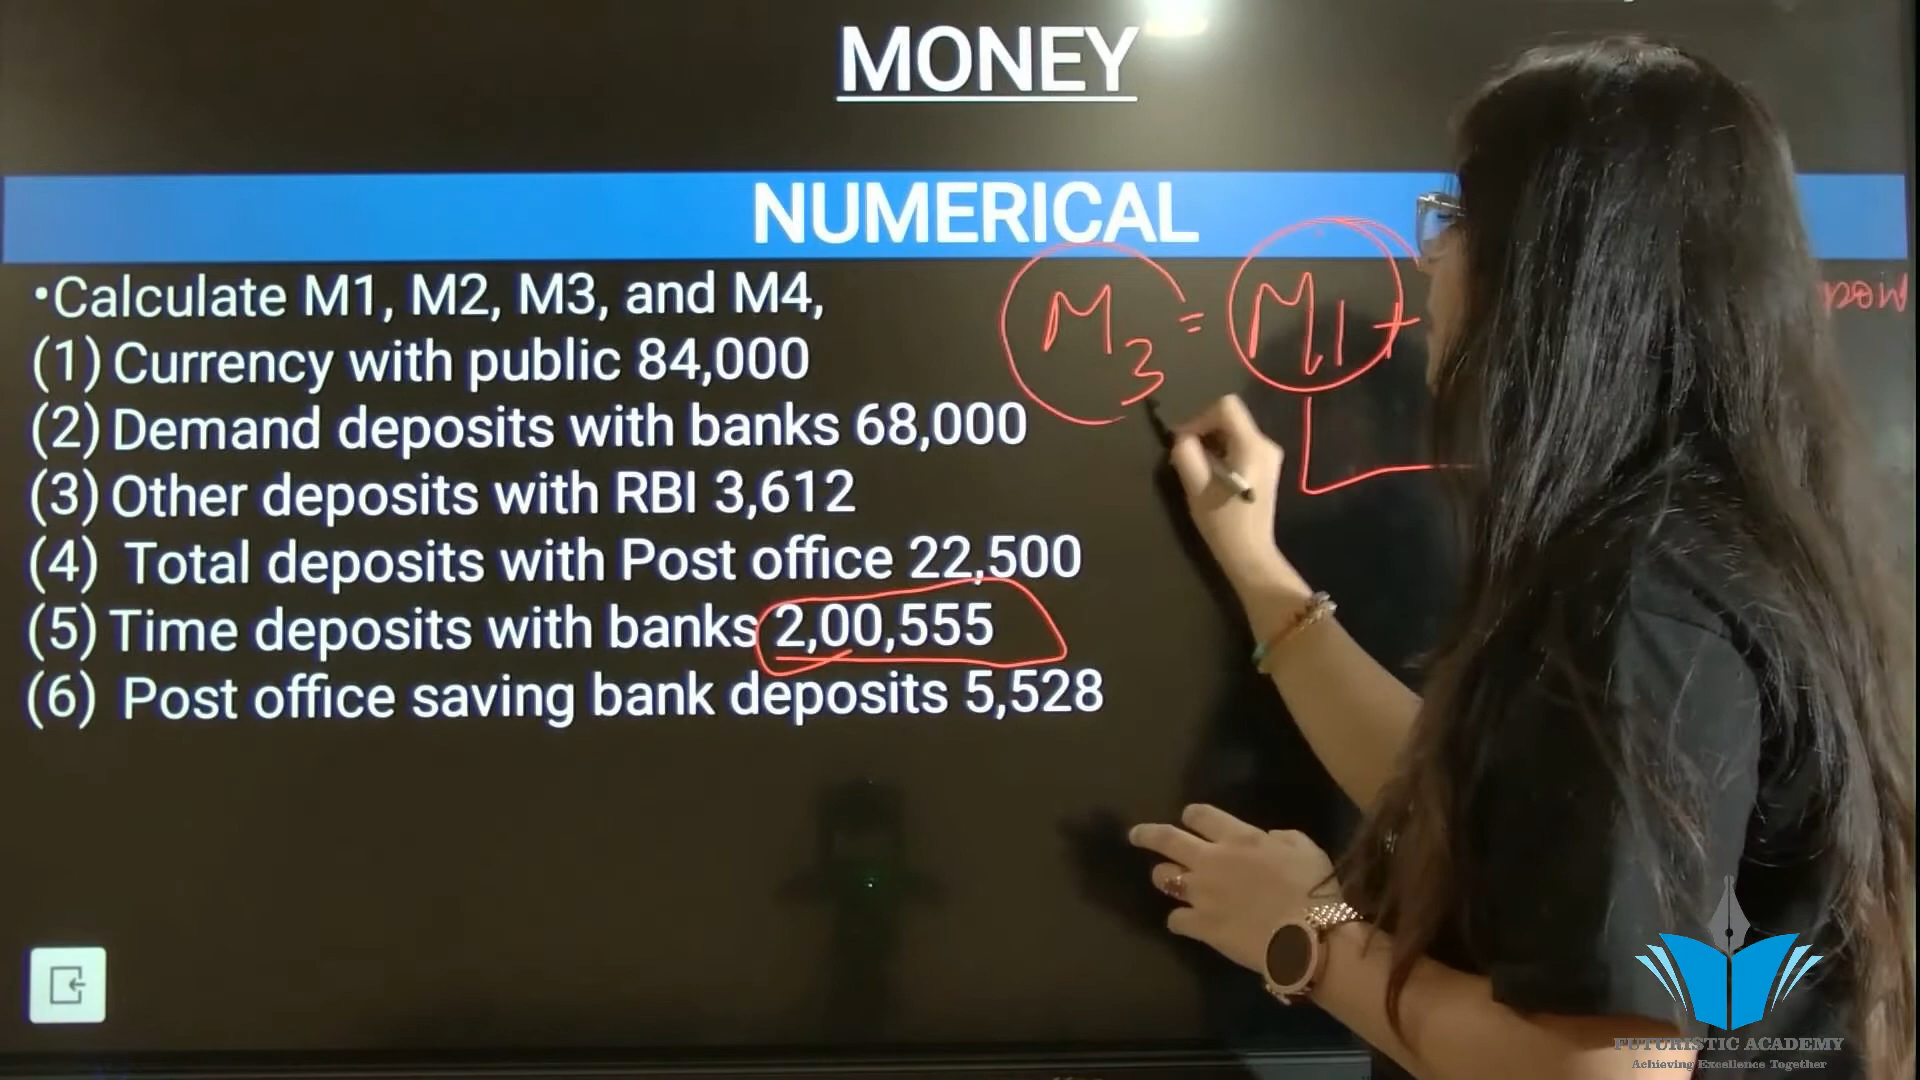 MONEY
NUMERICAL
•Calculate M1, M2, M3, and M4,
(1) Currency with public 84,000
(2) Demand deposits with banks 68,000
(3) Other deposits with RBI 3,612
(4) Total deposits with Post office 22,500
(5) Time deposits with banks 2,00,555
(6) Post office saving bank deposits 5,528
M3 = M1 +
FUTURISTIC ACADEMY
Achieving Excellence Together